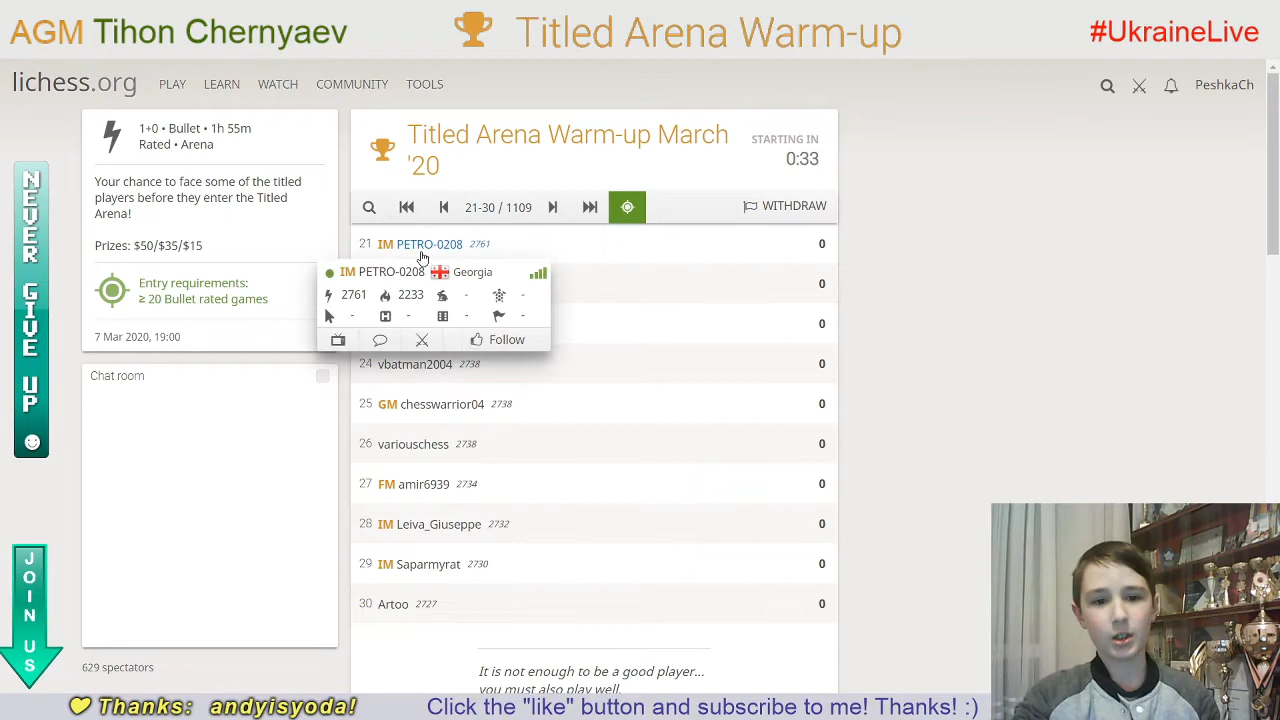 AGM Tihon Chernyaev
Titled Arena Warm-up
#UkraineLive
lichess.org
PLAY LEARN WATCH COMMUNITY TOOLS
PeshkaCh
NEVER GIVE UP
JOIN US
1+0 • Bullet • 1h 55m
Rated • Arena
Your chance to face some of the titled
players before they enter the Titled
Arena!
Prizes: $50/$35/$15
Entry requirements:
≥ 20 Bullet rated games
7 Mar 2020, 19:00
Chat room
629 spectators
Titled Arena Warm-up March
'20
STARTING IN
0:33
21-30 / 1109
WITHDRAW
21 IM PETRO-0208 2761 0
IM PETRO-0208 Georgia
2761 2233 - -
- - - -
Follow
0
0
24 vbatman2004 2738 0
25 GM chesswarrior04 2738 0
26 variouschess 2738 0
27 FM amir6939 2734 0
28 IM Leiva_Giuseppe 2732 0
29 IM Saparmyrat 2730 0
30 Artoo 2727 0
It is not enough to be a good player...
you must also play well.
Thanks: andyisyoda!
Click the "like" button and subscribe to me! Thanks! :)